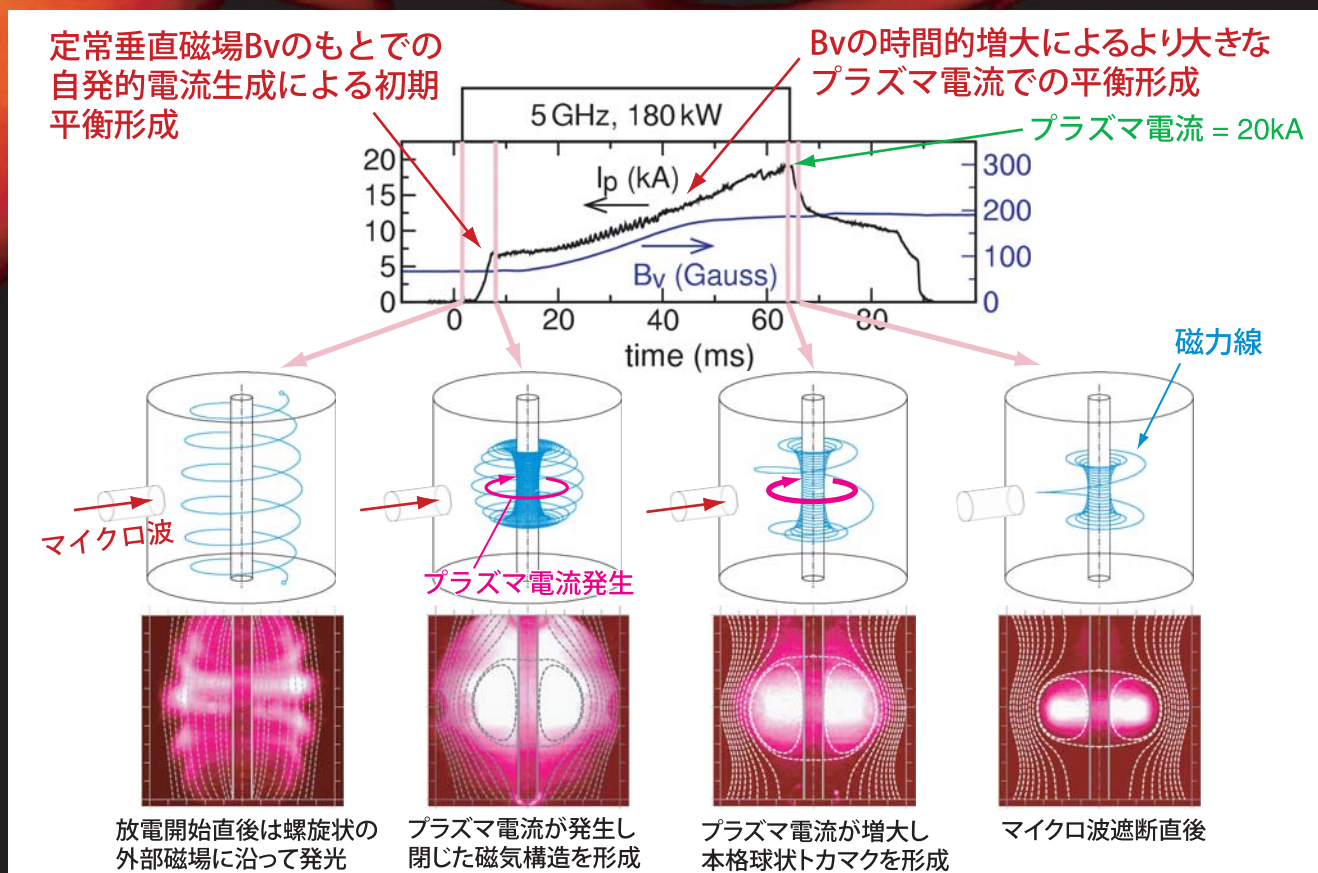 定常垂直磁場Bvのもとでの
自発的電流生成による初期
平衡形成
Bvの時間的増大によるより大きな
プラズマ電流での平衡形成
5 GHz, 180 kW
プラズマ電流 = 20kA
20
15
10
5
0
Ip (kA)
Bv (Gauss)
300
200
100
0
0 20 40 60 80
time (ms)
磁力線
マイクロ波
プラズマ電流発生
放電開始直後は螺旋状の
外部磁場に沿って発光
プラズマ電流が発生し
閉じた磁気構造を形成
プラズマ電流が増大し
本格球状トカマクを形成
マイクロ波遮断直後